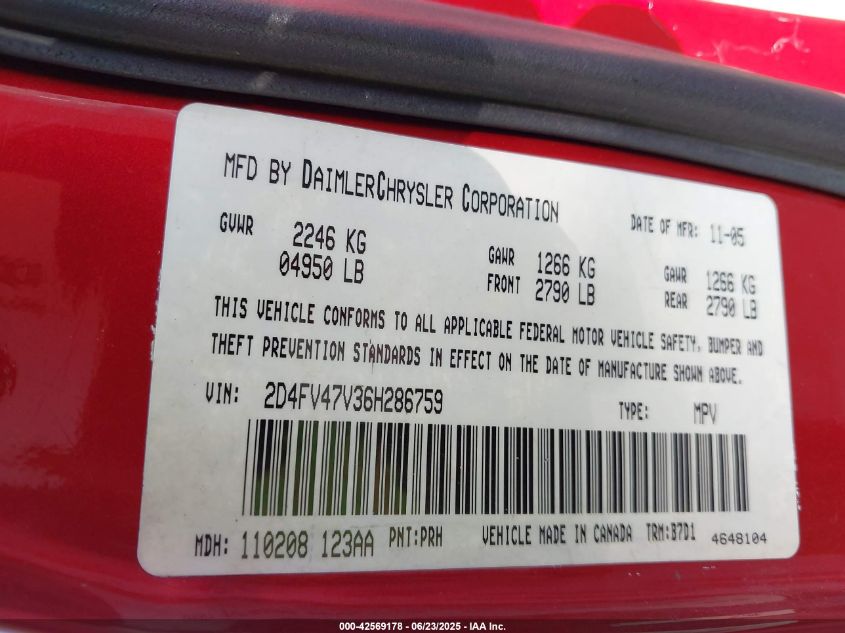 MFD BY DAIMLERCHRYSLER CORPORATION
DATE OF MFR: 11-05
GVWR 2246 KG
04950 LB
GAWR FRONT 1266 KG
2790 LB
GAWR REAR 1266 KG
2790 LB
THIS VEHICLE CONFORMS TO ALL APPLICABLE FEDERAL MOTOR VEHICLE SAFETY, BUMPER AND
THEFT PREVENTION STANDARDS IN EFFECT ON THE DATE OF MANUFACTURE SHOWN ABOVE.
VIN: 2D4FV47V36H286759 TYPE: MPV
MDH: 110208 123AA PNT:PRH VEHICLE MADE IN CANADA TRM:B7D1 4648104
000-42569178 - 06/23/2025 - IAA Inc.